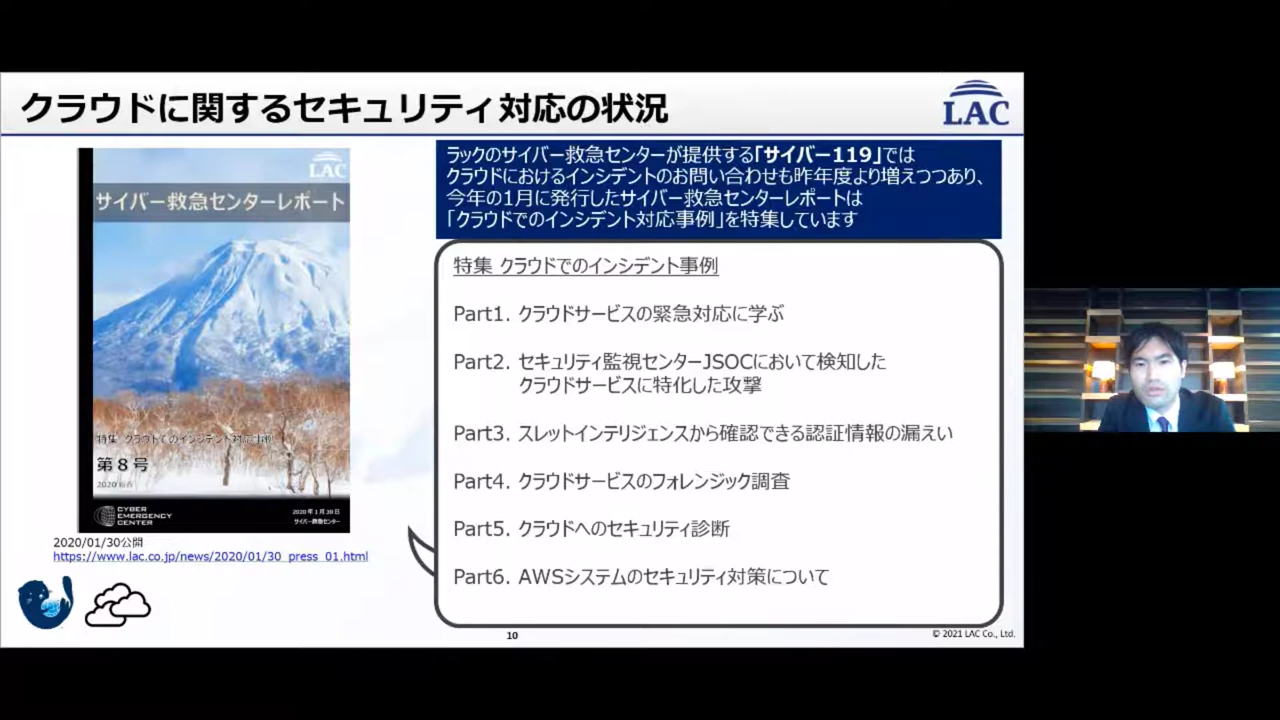 クラウドに関するセキュリティ対応の状況
LAC
LAC
サイバー救急センターレポート
特集 クラウドでのインシデント対応事例
第8号
2020
CYBER
EMERGENCY
CENTER
2020年1月30日
サイバー救急センター
2020/01/30公開
https://www.lac.co.jp/news/2020/01/30_press_01.html
ラックのサイバー救急センターが提供する「サイバー119」では
クラウドにおけるインシデントのお問い合わせも昨年度より増えつつあり、
今年の1月に発行したサイバー救急センターレポートは
「クラウドでのインシデント対応事例」を特集しています
特集 クラウドでのインシデント事例
Part1. クラウドサービスの緊急対応に学ぶ
Part2. セキュリティ監視センターJSOCにおいて検知した
クラウドサービスに特化した攻撃
Part3. スレットインテリジェンスから確認できる認証情報の漏えい
Part4. クラウドサービスのフォレンジック調査
Part5. クラウドへのセキュリティ診断
Part6. AWSシステムのセキュリティ対策について
10
© 2021 LAC Co., Ltd.